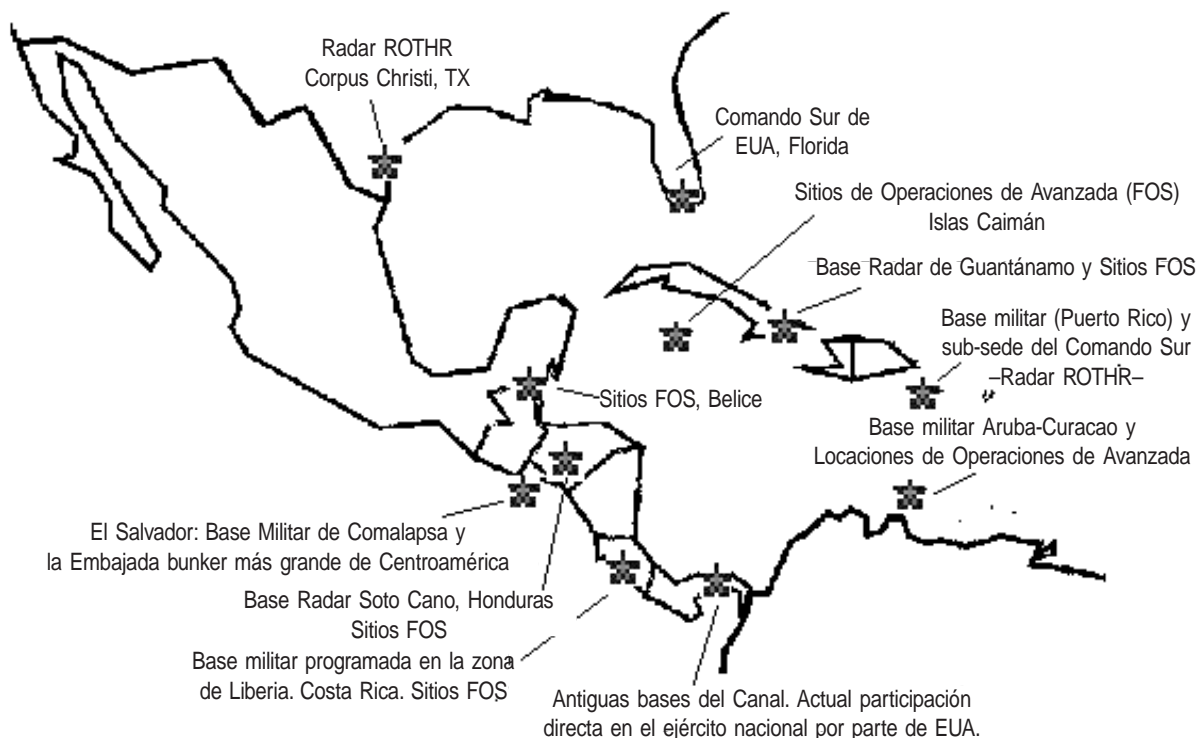 Radar ROTHR
Corpus Christi, TX
Comando Sur de
EUA, Florida
Sitios de Operaciones de Avanzada (FOS)
Islas Caimán
Base Radar de Guantánamo y Sitios FOS
Base militar (Puerto Rico) y
sub-sede del Comando Sur
–Radar ROTHR–
Sitios FOS, Belice
Base militar Aruba-Curacao y
Locaciones de Operaciones de Avanzada
El Salvador: Base Militar de Comalapsa y
la Embajada bunker más grande de Centroamérica
Base Radar Soto Cano, Honduras
Sitios FOS
Base militar programada en la zona
de Liberia. Costa Rica. Sitios FOS
Antiguas bases del Canal. Actual participación
directa en el ejército nacional por parte de EUA.